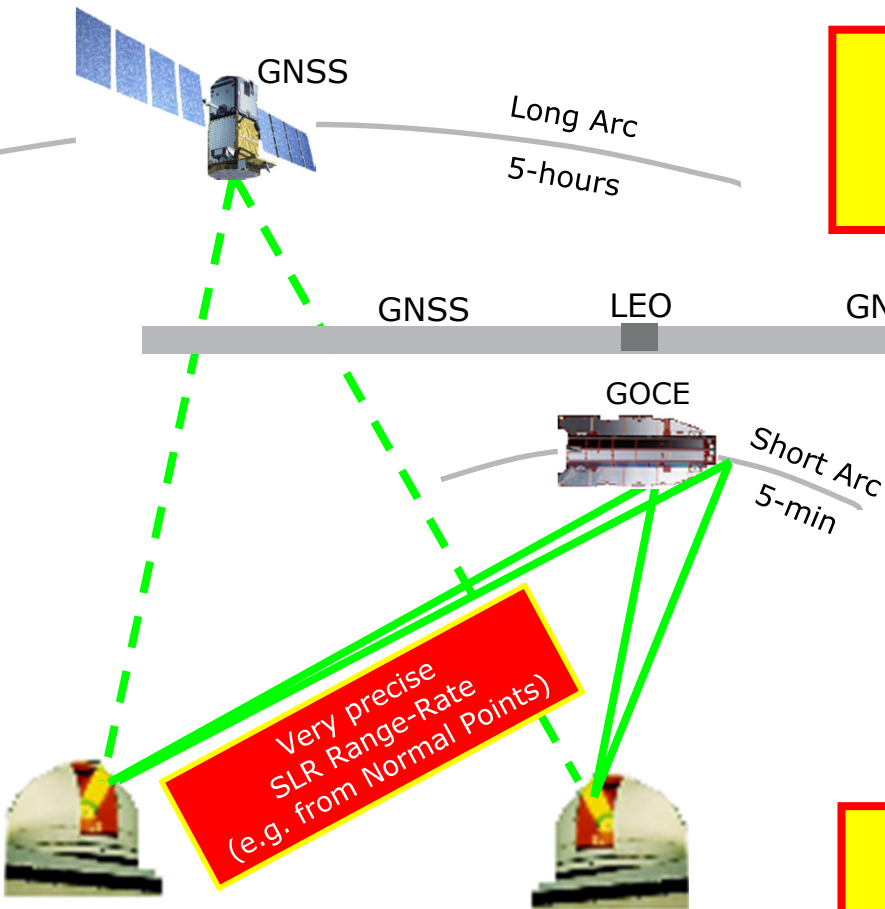 GNSS
Long Arc
5-hours
GNSS
LEO
GN
GOCE
Short Arc
5-min
Very precise
SLR Range-Rate
(e.g. from Normal Points)